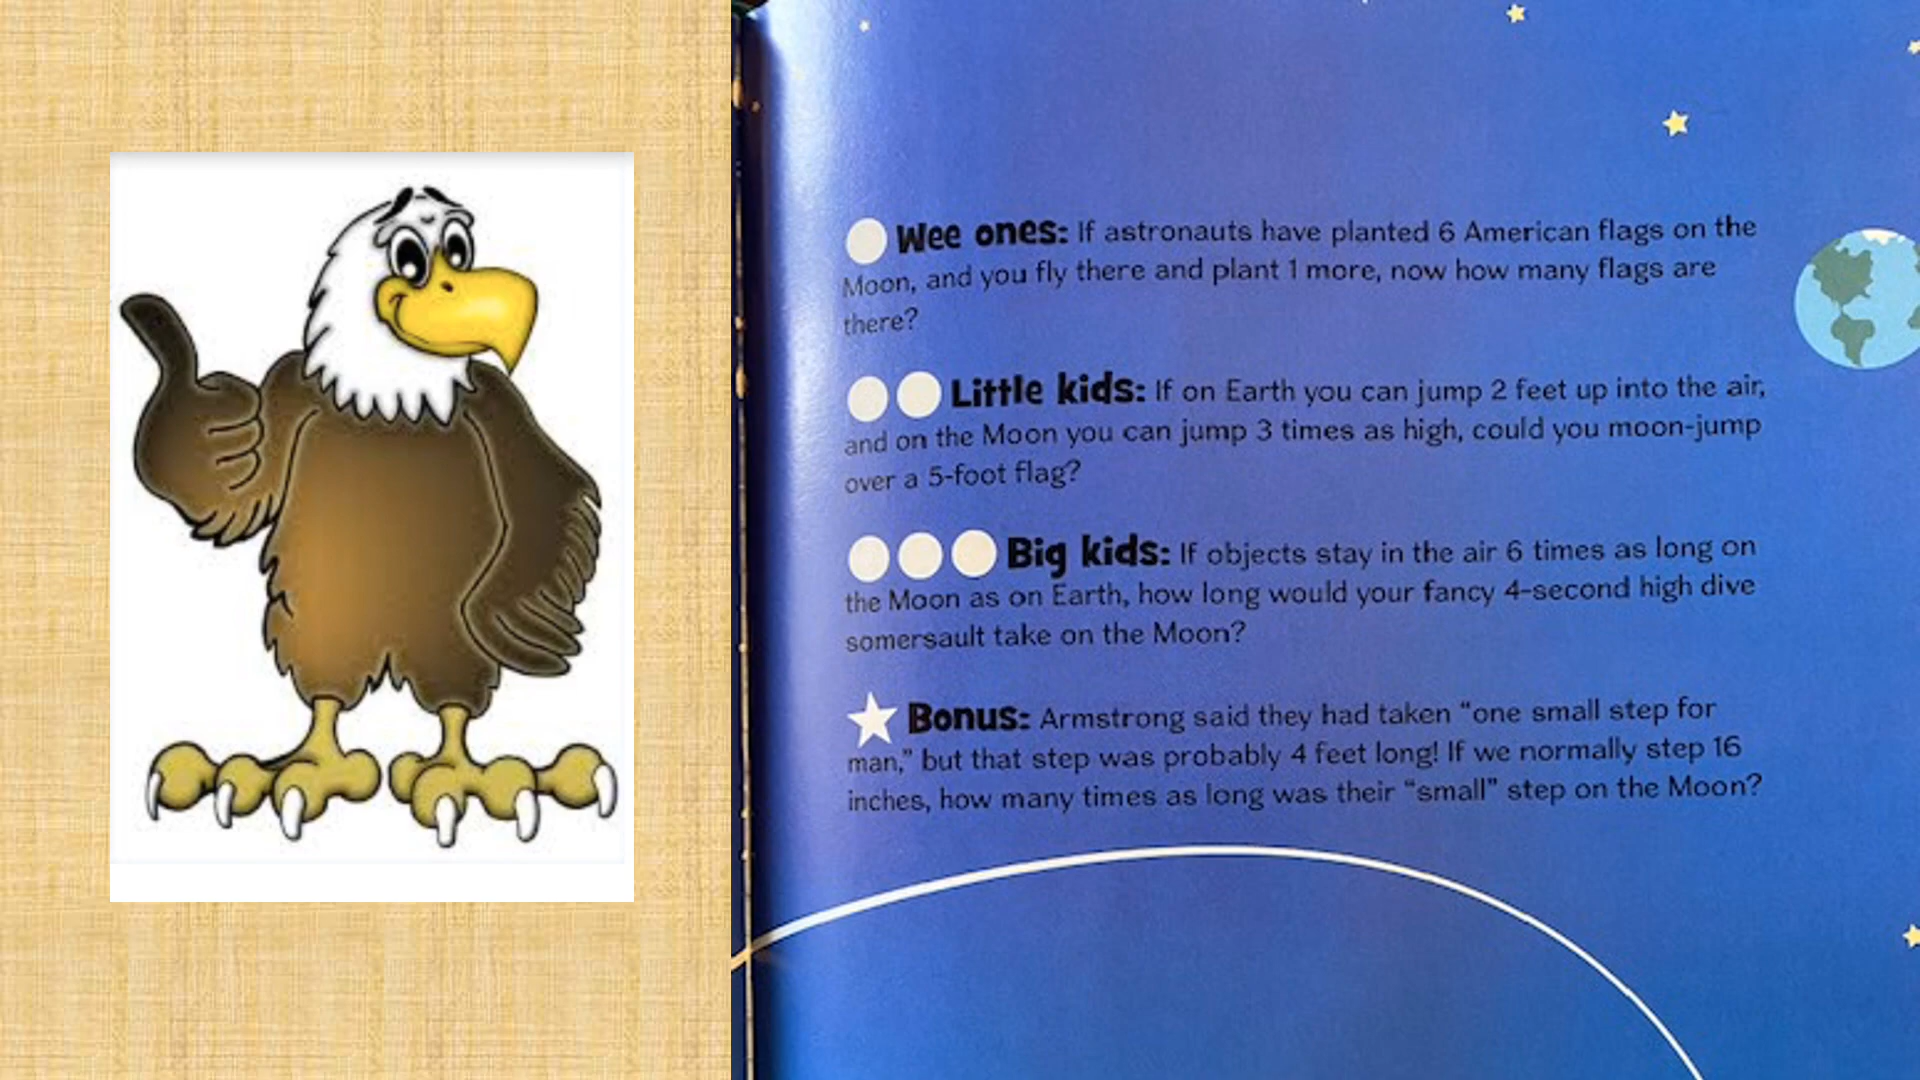 Wee ones: If astronauts have planted 6 American flags on the
Moon, and you fly there and plant 1 more, now how many flags are
there?
Little kids: If on Earth you can jump 2 feet up into the air,
and on the Moon you can jump 3 times as high, could you moon-jump
over a 5-foot flag?
Big kids: If objects stay in the air 6 times as long on
the Moon as on Earth, how long would your fancy 4-second high dive
somersault take on the Moon?
Bonus: Armstrong said they had taken “one small step for
man,” but that step was probably 4 feet long! If we normally step 16
inches, how many times as long was their “small” step on the Moon?